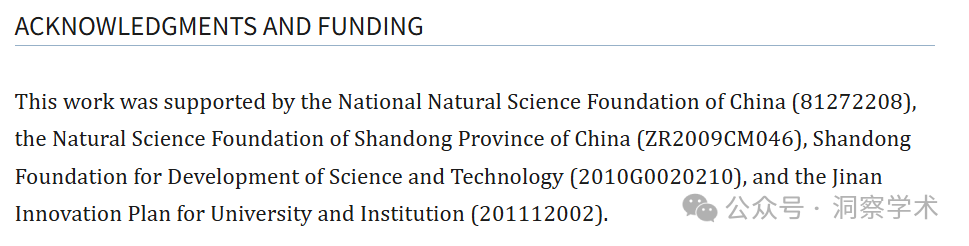 ACKNOWLEDGMENTS AND FUNDING
This work was supported by the National Natural Science Foundation of China (81272208),
the Natural Science Foundation of Shandong Province of China (ZR2009CM046), Shandong
Foundation for Development of Science and Technology (2010G0020210), and the Jinan
Innovation Plan for University and Institution (201112002).
公众号 · 洞察学术